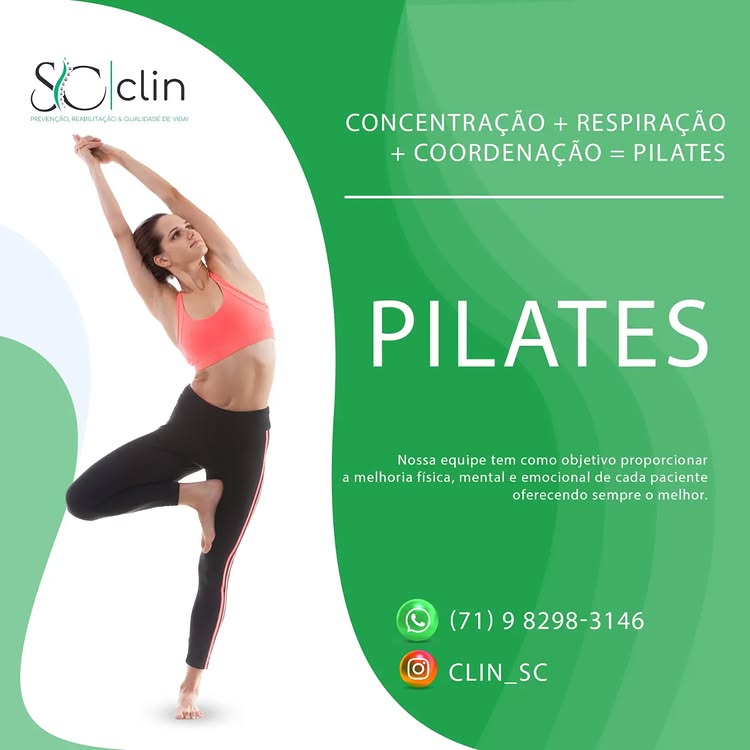 SC|clin
PREVENÇÃO, REABILITAÇÃO & QUALIDADE DE VIDA!
CONCENTRAÇÃO + RESPIRAÇÃO
+ COORDENAÇÃO = PILATES
PILATES
Nossa equipe tem como objetivo proporcionar
a melhoria física, mental e emocional de cada paciente
oferecendo sempre o melhor.
(71) 9 8298-3146
CLIN_SC